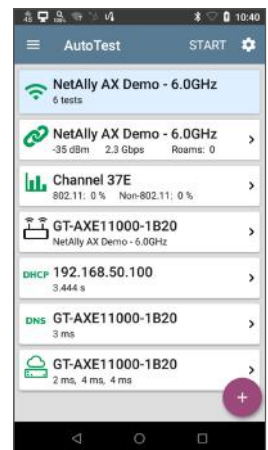 10:40
AutoTest
START
NetAlly AX Demo - 6.0GHz
6 tests
NetAlly AX Demo - 6.0GHz
-35 dBm 2.3 Gbps Roams: 0
Channel 37E
802.11: 0 % Non-802.11: 0 %
GT-AXE11000-1B20
NetAlly AX Demo - 6.0GHz
DHCP 192.168.50.100
3.444 s
DNS GT-AXE11000-1B20
3 ms
GT-AXE11000-1B20
2 ms, 4 ms, 4 ms